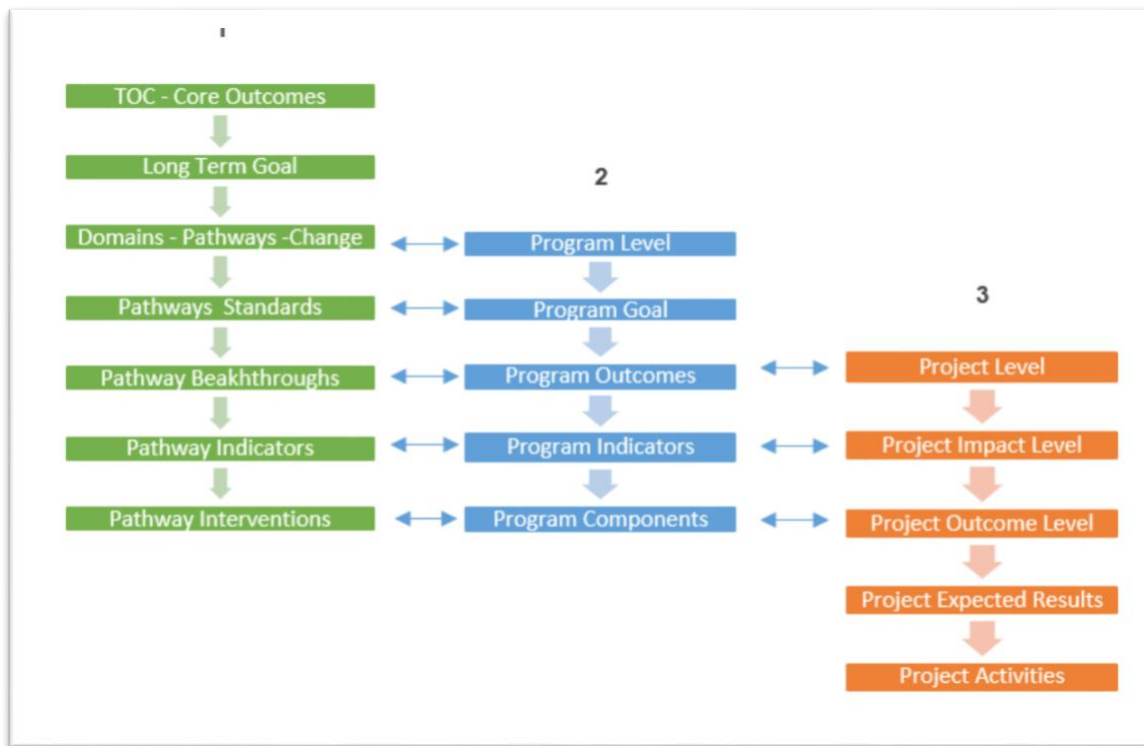 TOC - Core Outcomes
Long Term Goal
Domains - Pathways -Change
Pathways  Standards
Pathway Beakhthroughs
Pathway Indicators
Pathway Interventions
2
Program Level
Program Goal
Program Outcomes
Program Indicators
Program Components
3
Project Level
Project Impact Level
Project Outcome Level
Project Expected Results
Project Activities